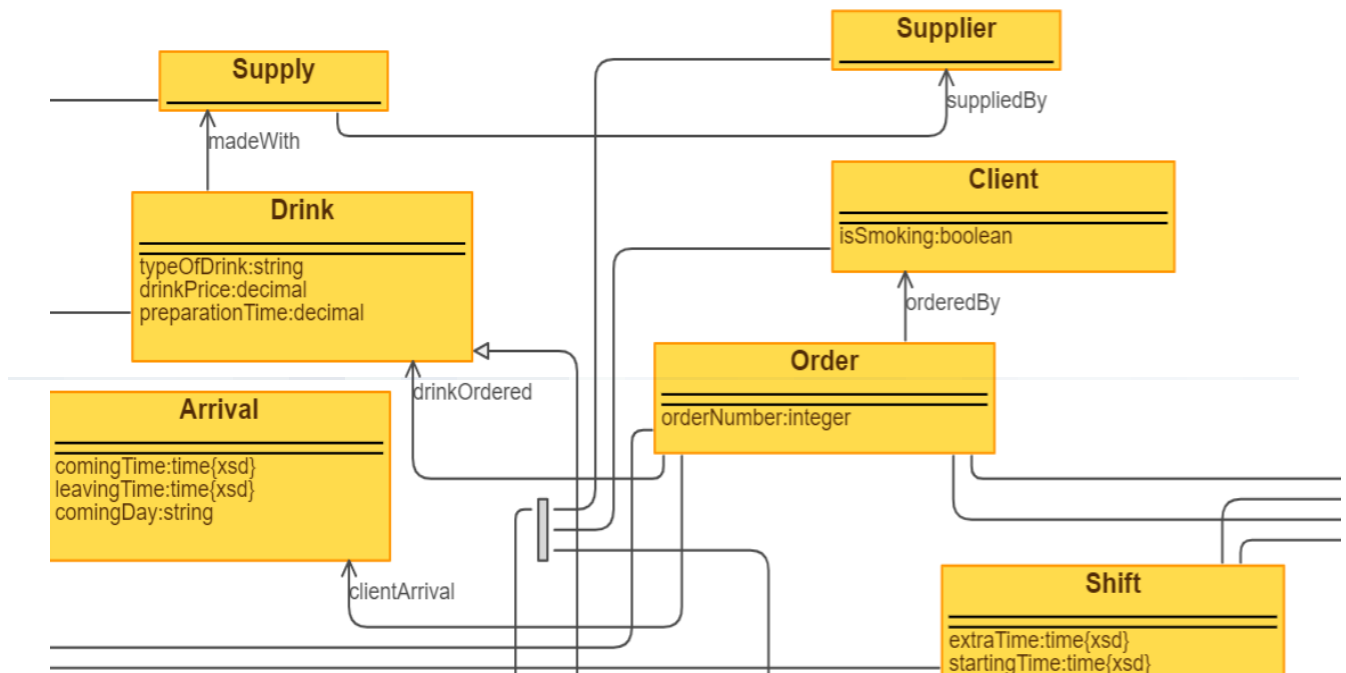 Supplier
Supply
suppliedBy
madeWith
Client
isSmoking:boolean
Drink
typeOfDrink:string
drinkPrice:decimal
preparationTime:decimal
orderedBy
Order
orderNumber:integer
drinkOrdered
Arrival
comingTime:time{xsd}
leavingTime:time{xsd}
comingDay:string
clientArrival
Shift
extraTime:time{xsd}
startingTime:time{xsd}